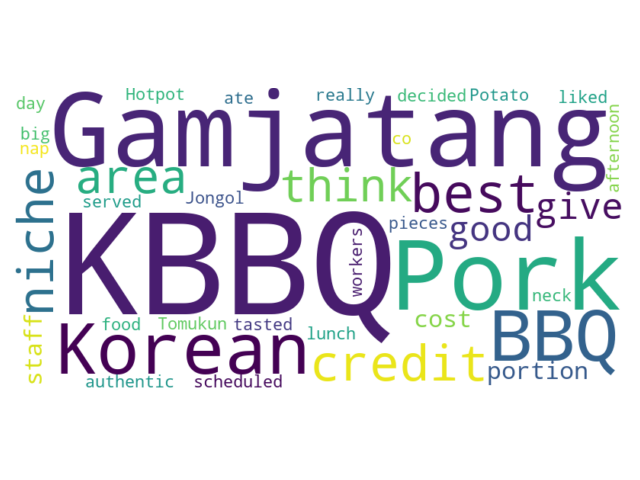 day Hotpot ate really decided Potato liked
big Gamjatang co afternoon
nap
niche area think best give
served Jongol pieces good
KBBQ workers Pork neck
staff food Tomukun tasted lunch cost BBQ
Korean credit portion
authentic scheduled